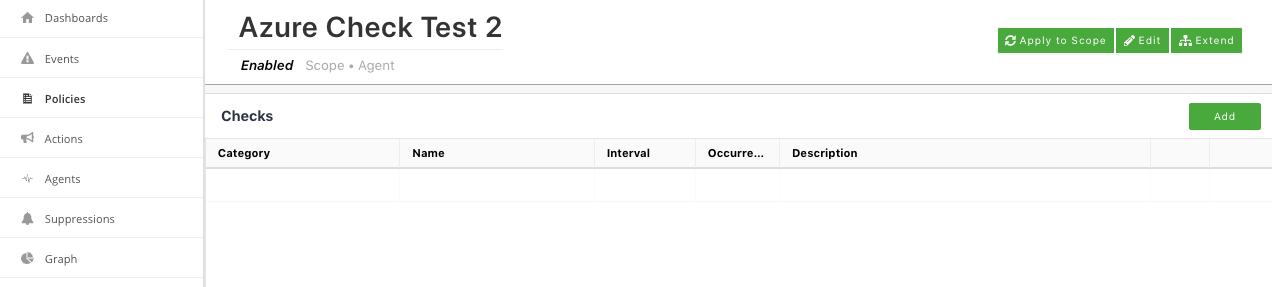 Dashboards
Events
Policies
Actions
Agents
Suppressions
Graph
Azure Check Test 2
Apply to Scope Edit Extend
Enabled Scope • Agent
Checks
Add
Category Name Interval Occurre... Description